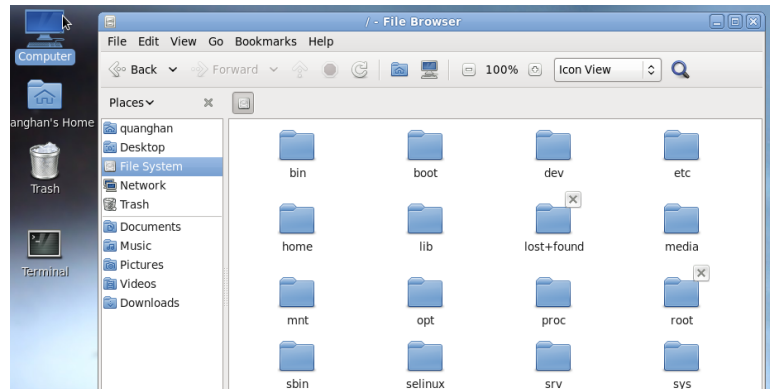 / - File Browser
File Edit View Go Bookmarks Help
Back Forward 100% Icon View
Places
Computer
anghan's Home
Trash
Terminal
quanghan
Desktop
File System
Network
Trash
Documents
Music
Pictures
Videos
Downloads
bin boot dev etc
home lib lost+found media
mnt opt proc root
sbin selinux srv sys